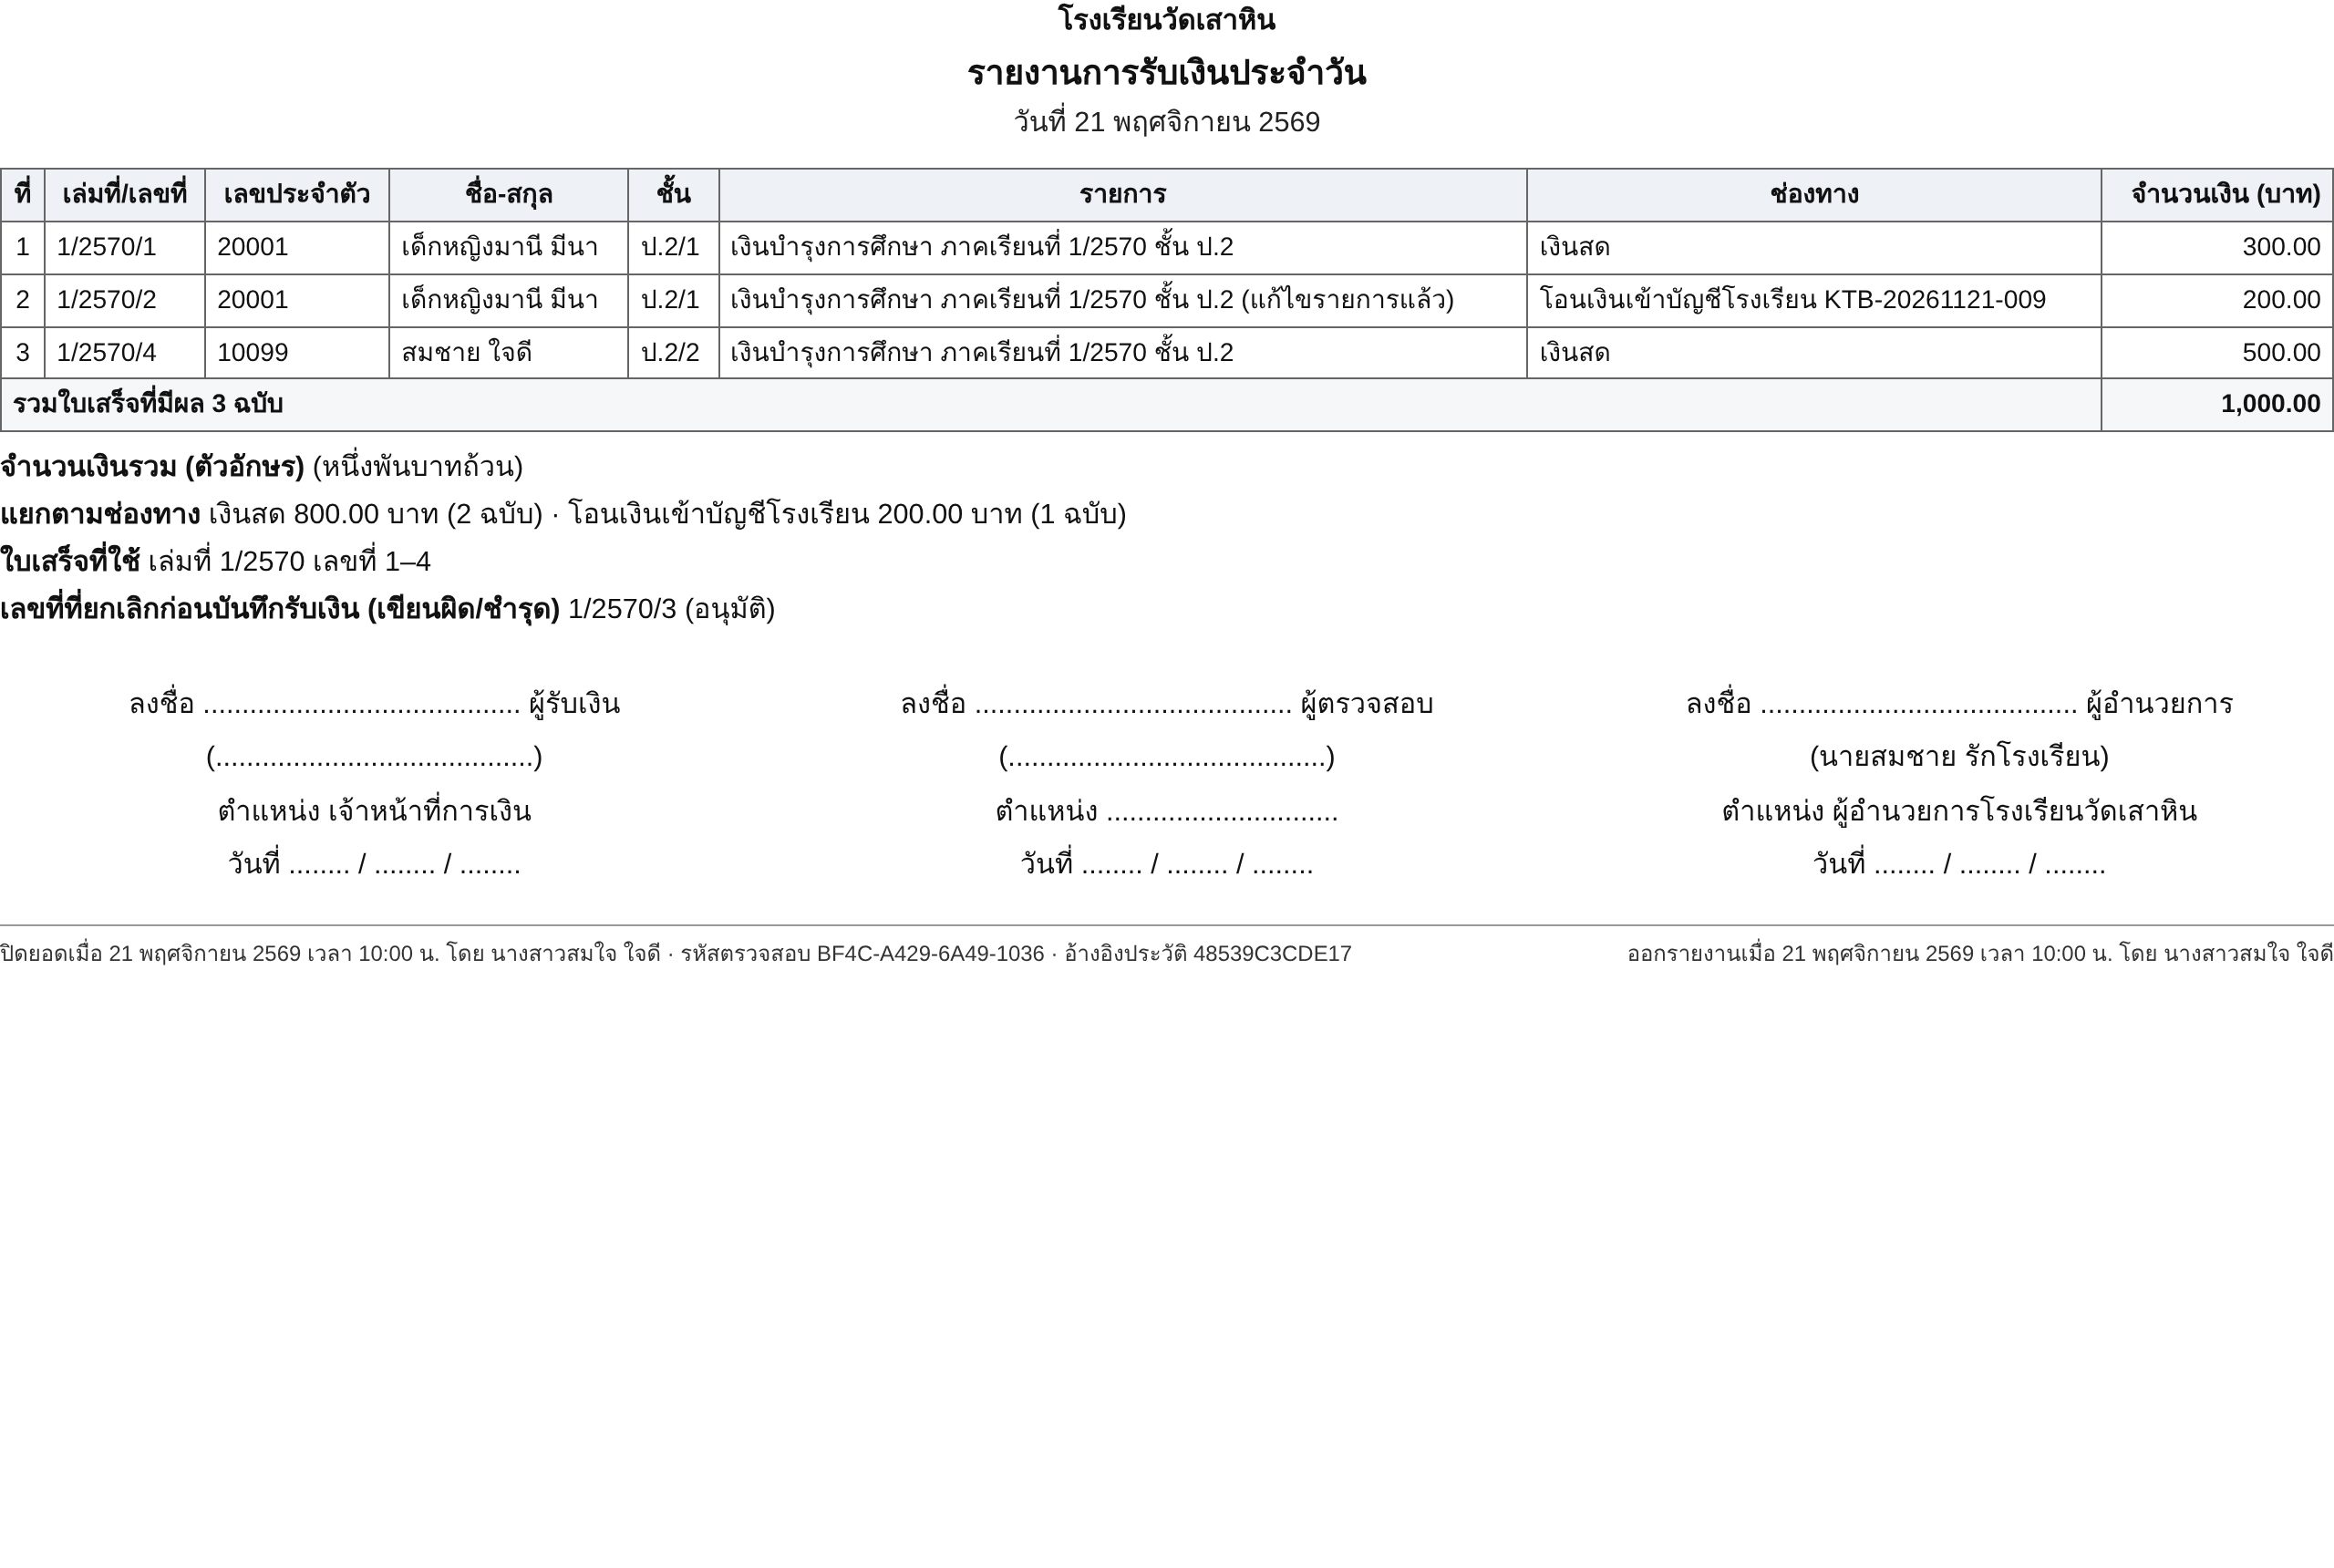 โรงเรียนวัดเสาหิน
รายงานการรับเงินประจำวัน
วันที่ 21 พฤศจิกายน 2569
ที่ เล่มที่/เลขที่ เลขประจำตัว ชื่อ-สกุล ชั้น รายการ ช่องทาง จำนวนเงิน (บาท)
1 1/2570/1 20001 เด็กหญิงมานี มีนา ป.2/1 เงินบำรุงการศึกษา ภาคเรียนที่ 1/2570 ชั้น ป.2 เงินสด 300.00
2 1/2570/2 20001 เด็กหญิงมานี มีนา ป.2/1 เงินบำรุงการศึกษา ภาคเรียนที่ 1/2570 ชั้น ป.2 (แก้ไขรายการแล้ว) โอนเงินเข้าบัญชีโรงเรียน KTB-20261121-009 200.00
3 1/2570/4 10099 สมชาย ใจดี ป.2/2 เงินบำรุงการศึกษา ภาคเรียนที่ 1/2570 ชั้น ป.2 เงินสด 500.00
รวมใบเสร็จที่มีผล 3 ฉบับ 1,000.00
จำนวนเงินรวม (ตัวอักษร) (หนึ่งพันบาทถ้วน)
แยกตามช่องทาง เงินสด 800.00 บาท (2 ฉบับ) · โอนเงินเข้าบัญชีโรงเรียน 200.00 บาท (1 ฉบับ)
ใบเสร็จที่ใช้ เล่มที่ 1/2570 เลขที่ 1–4
เลขที่ที่ยกเลิกก่อนบันทึกรับเงิน (เขียนผิด/ชำรุด) 1/2570/3 (อนุมัติ)
ลงชื่อ ......................................... ผู้รับเงิน ลงชื่อ ......................................... ผู้ตรวจสอบ ลงชื่อ ......................................... ผู้อำนวยการ
(.........................................) (.........................................) (นายสมชาย รักโรงเรียน)
ตำแหน่ง เจ้าหน้าที่การเงิน ตำแหน่ง .............................. ตำแหน่ง ผู้อำนวยการโรงเรียนวัดเสาหิน
วันที่ ........ / ........ / ........ วันที่ ........ / ........ / ........ วันที่ ........ / ........ / ........
ปิดยอดเมื่อ 21 พฤศจิกายน 2569 เวลา 10:00 น. โดย นางสาวสมใจ ใจดี · รหัสตรวจสอบ BF4C-A429-6A49-1036 · อ้างอิงประวัติ 48539C3CDE17 ออกรายงานเมื่อ 21 พฤศจิกายน 2569 เวลา 10:00 น. โดย นางสาวสมใจ ใจดี